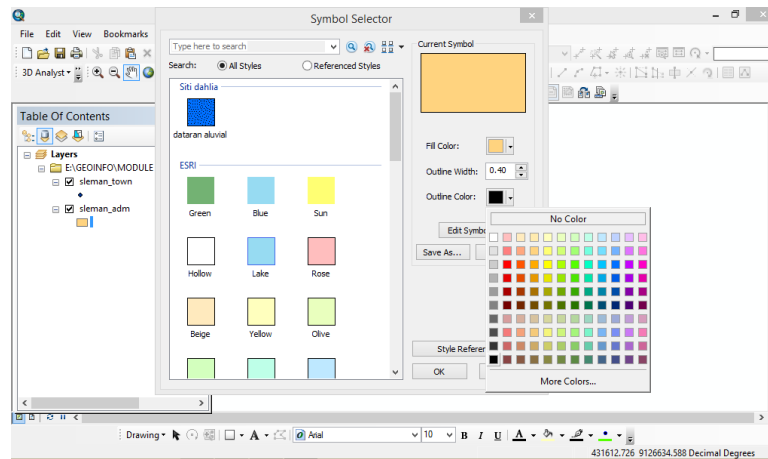 Symbol Selector
File Edit View Bookmarks
Type here to search
Current Symbol
3D Analyst
Search: All Styles Referenced Styles
Siti dahlia
dataran aluvial
Table Of Contents
Layers
E:\GEOINFO\MODULE
sleman_town
sleman_adm
ESRI
Green Blue Sun
Hollow Lake Rose
Beige Yellow Olive
Fill Color:
Outline Width: 0.40
Outline Color:
No Color
Edit Symbo
Save As...
Style Referen
OK
More Colors...
Drawing A Arial 10 B I U A
431612.726 9126634.588 Decimal Degrees